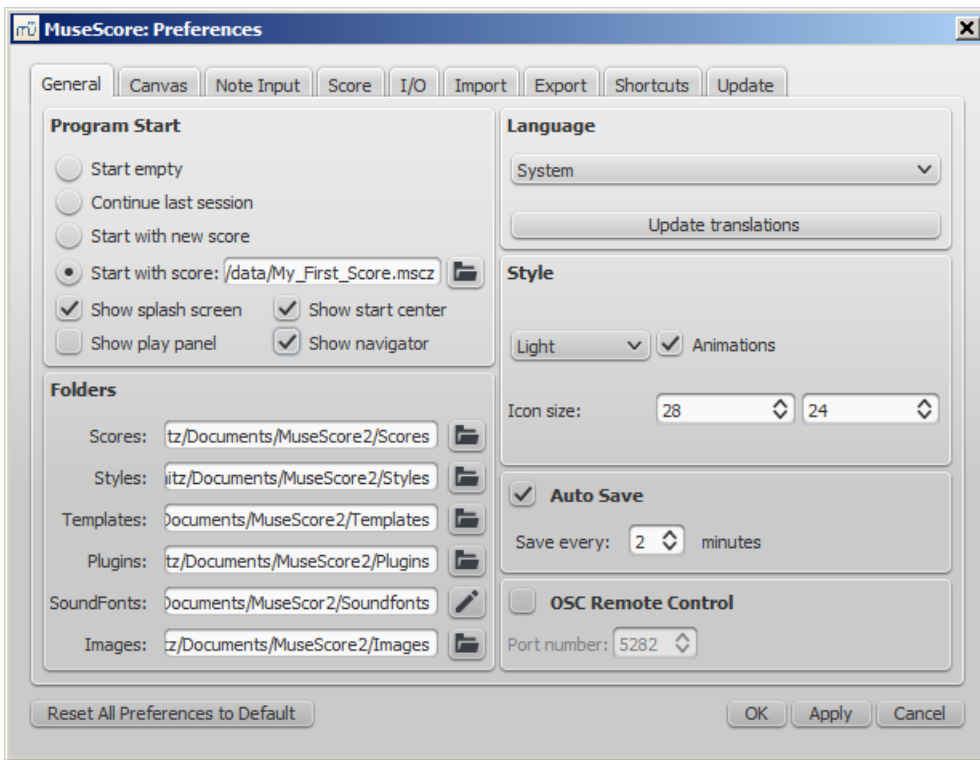 MuseScore: Preferences
General Canvas Note Input Score I/O Import Export Shortcuts Update
Program Start
Start empty
Continue last session
Start with new score
Start with score: /data/My_First_Score.mscz
Show splash screen Show start center
Show play panel Show navigator
Folders
Scores: tz/Documents/MuseScore2/Scores
Styles: itz/Documents/MuseScore2/Styles
Templates: Documents/MuseScore2/Templates
Plugins: tz/Documents/MuseScore2/Plugins
SoundFonts: Documents/MuseScor2/Soundfonts
Images: tz/Documents/MuseScore2/Images
Language
System
Update translations
Style
Light Animations
Icon size: 28 24
Auto Save
Save every: 2 minutes
OSC Remote Control
Port number: 5282
Reset All Preferences to Default OK Apply Cancel